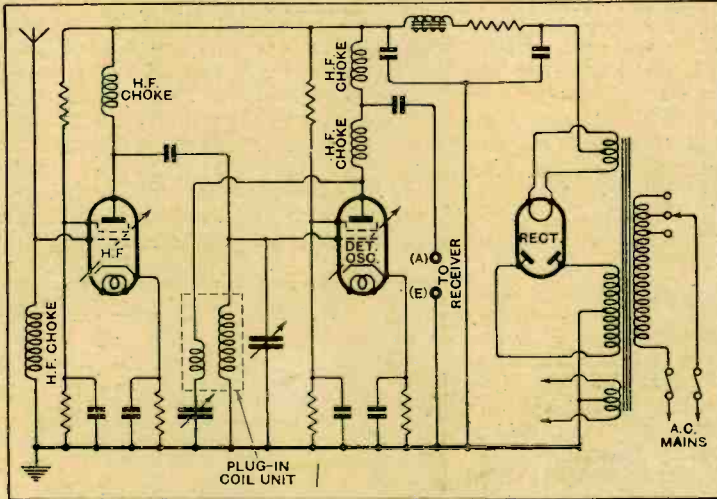 H.F.
CHOKE
H.F.
CHOKE
H.F.
CHOKE
H.F
DET.
OSC.
RECT.
(A)
(E)
TO
RECEIVER
H.F. CHOKE
PLUG-IN
COIL UNIT
A.C.
MAINS